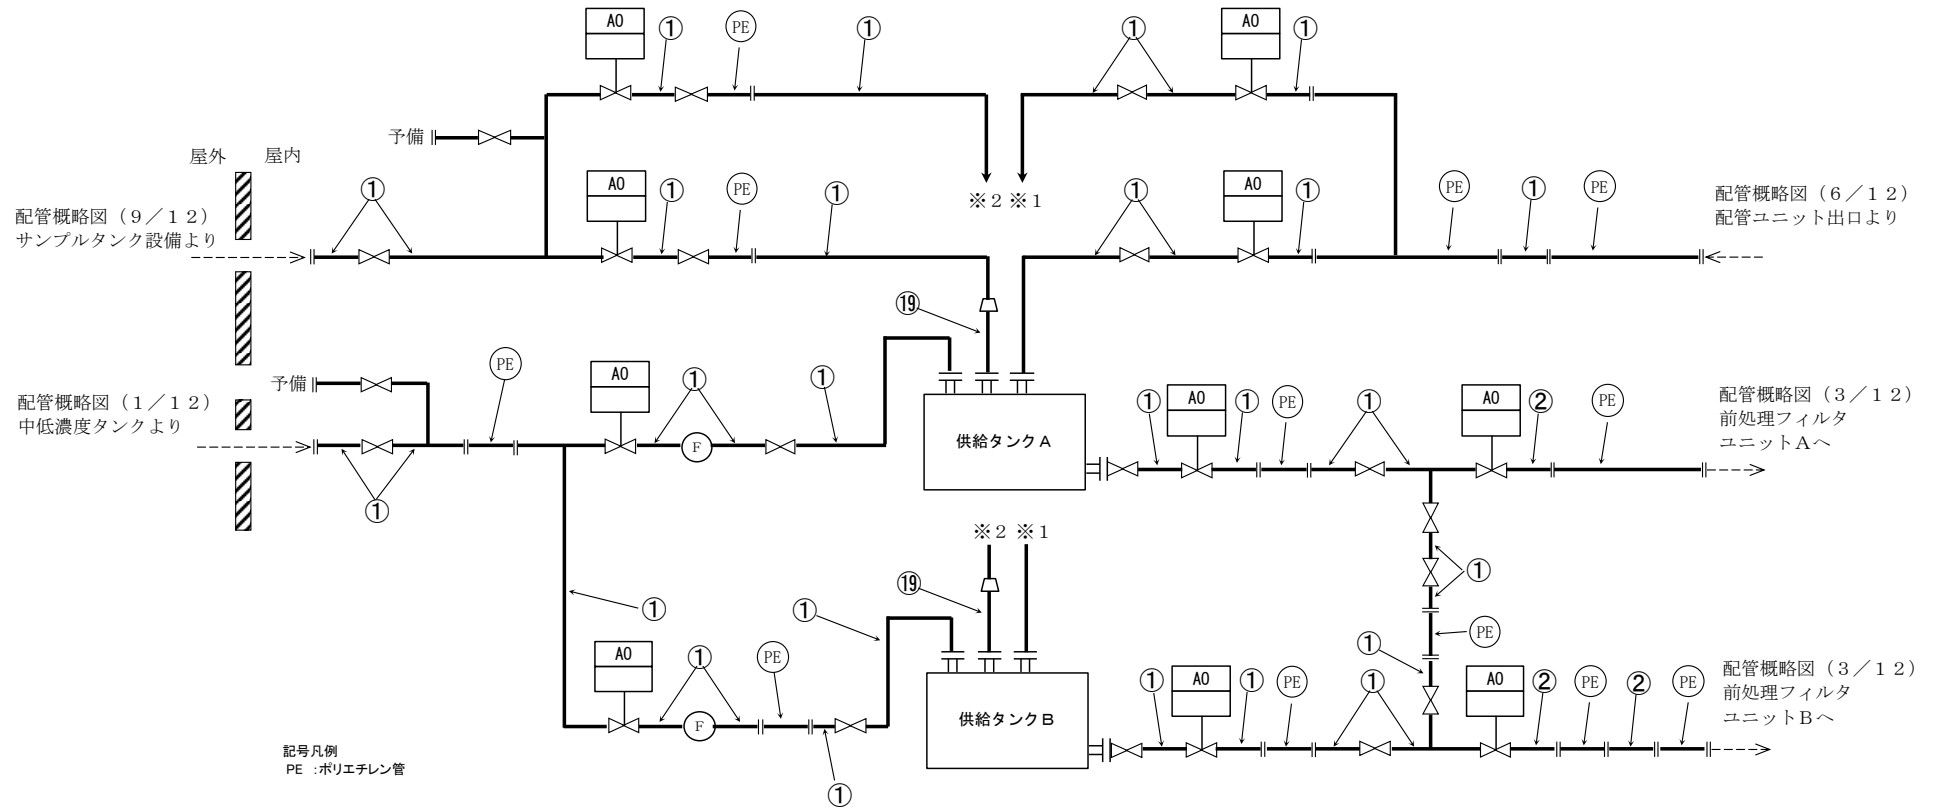 AO ① PE ① ① AO ①
予備
屋外 屋内
① AO ① PE ① ※2 ※1 ① AO ① PE ① PE
配管概略図（9／12）
サンプルタンク設備より
配管概略図（6／12）
配管ユニット出口より
⑲
予備 PE AO ① ①
配管概略図（1／12）
中低濃度タンクより
F
①
供給タンクA
① AO ① PE ① AO ② PE
配管概略図（3／12）
前処理フィルタ
ユニットAへ
※2 ※1
①
⑲
① ①
PE
①
AO ① PE
F
①
供給タンクB
① AO ① PE ① AO ② PE ② PE
配管概略図（3／12）
前処理フィルタ
ユニットBへ
記号凡例
PE :ポリエチレン管